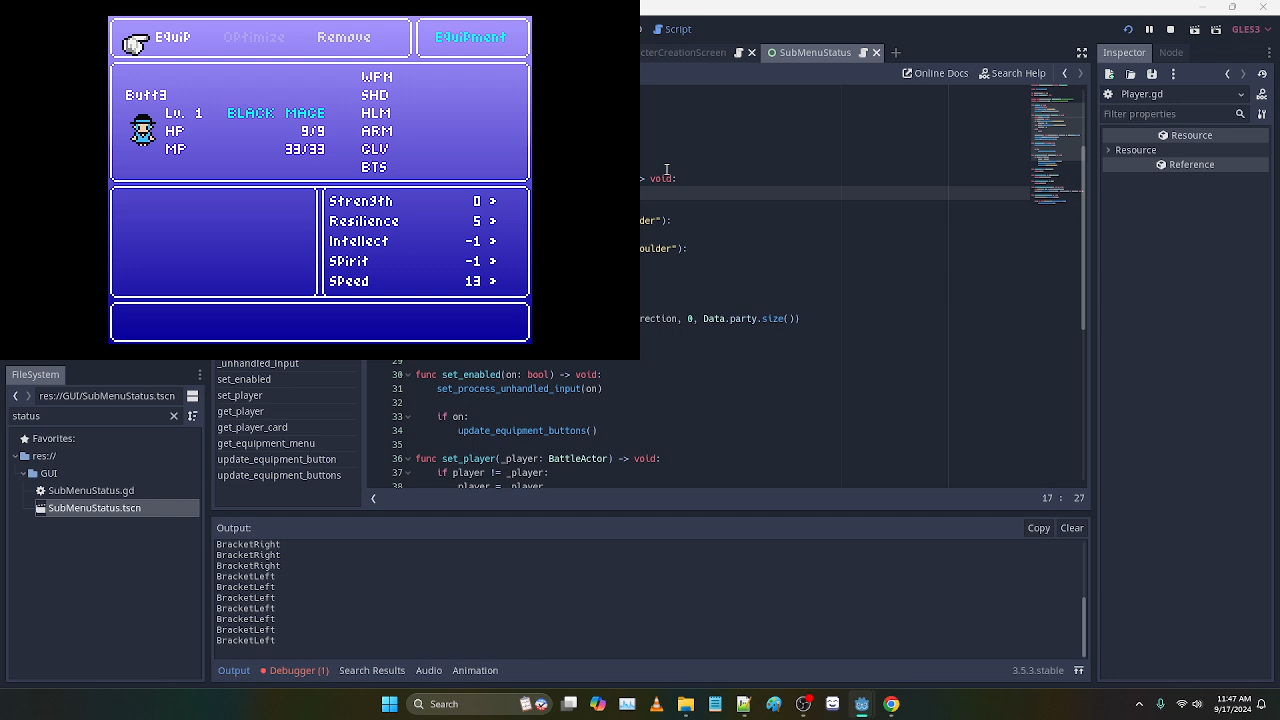 Equip Optimize Remove Equipment
WPN
Butt3 SHD
Lv. 1 BLACK MAGE HLM
HP 9/9 ARM
MP 33/33 GLV
BTS
Strength 0
Resilience 5
Intellect -1
Spirit -1
Speed 13
Script
GLES3
cterCreationScreen
SubMenuStatus
Inspector Node
Online Docs Search Help
Player.gd
Filter properties
Resource
Resource
Reference
> void:
der"):
oulder"):
rection, 0, Data.party.size())
29
30 func set_enabled(on: bool) -> void:
31 set_process_unhandled_input(on)
32
33 if on:
34 update_equipment_buttons()
35
36 func set_player(_player: BattleActor) -> void:
37 if player != _player:
38 player = _player
17 : 27
_unhandled_input
set_enabled
set_player
get_player
get_player_card
get_equipment_menu
update_equipment_button
update_equipment_buttons
FileSystem
res://GUI/SubMenuStatus.tscn
status
Favorites:
res://
GUI
SubMenuStatus.gd
SubMenuStatus.tscn
Output: Copy Clear
BracketRight
BracketRight
BracketRight
BracketLeft
BracketLeft
BracketLeft
BracketLeft
BracketLeft
BracketLeft
BracketLeft
Output Debugger (1) Search Results Audio Animation 3.5.3.stable
Search
11:47 AM
9/17/2024